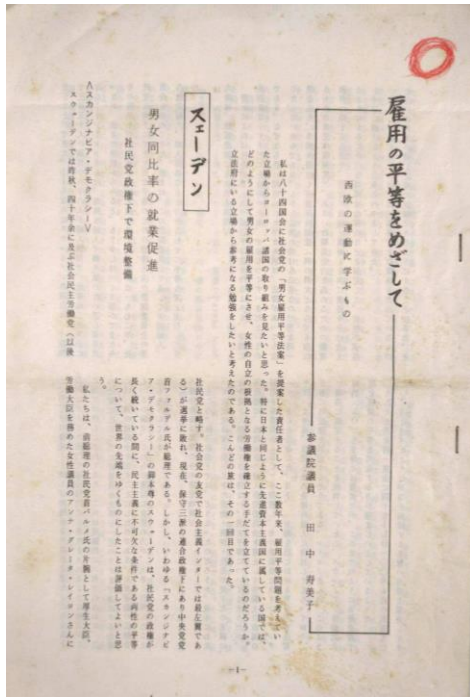 雇用の平等をめざして
西欧の運動に学ぶもの
参議院議員 田中寿美子
私は八十四国会に社会党の「男女雇用平等法案」を提案した責任者として、ここ数年来、雇用平等問題を考えてい
た立場からヨーロッパ諸国の取り組みを見たいと思った。特に日本と同じように先進資本主義国に属している国では、
どのようにして男女の雇用を平等にさせ、女性の自立の根拠となる労働権を確立する手だてを立てているのだろうか。
立法府にいる立場から参考になる勉強をしたいと考えたのである。こんどの旅は、その一回目であった。
スエーデン
男女同比率の就業促進
社民党政権下で環境整備
＜スカンジナビア・デモクラシー＞
スウェーデンでは昨秋、四十年余に及ぶ社会民主労働党（以後
社民党と略す。社会党の友党で社会主義インターでは最左翼であ
る）が選挙に敗れ、現在、保守三派の連合政権下にあり中央党党
首ファルデル氏が総理である。しかし、いわゆる「スカンジナビ
ア・デモクラシー」の御本尊のスウェーデンは、社民党の政権が
長く続いている間に、民主主義に不可欠な条件である両性の平等
について、世界の先端をゆくものにしたことは評価してよいと思
う。
私たちは、前総理の社民党首パルメ氏の片腕として厚生大臣、
労働大臣を務めた女性議員のアンナ・グレータ・レイヨンさんに
—1—